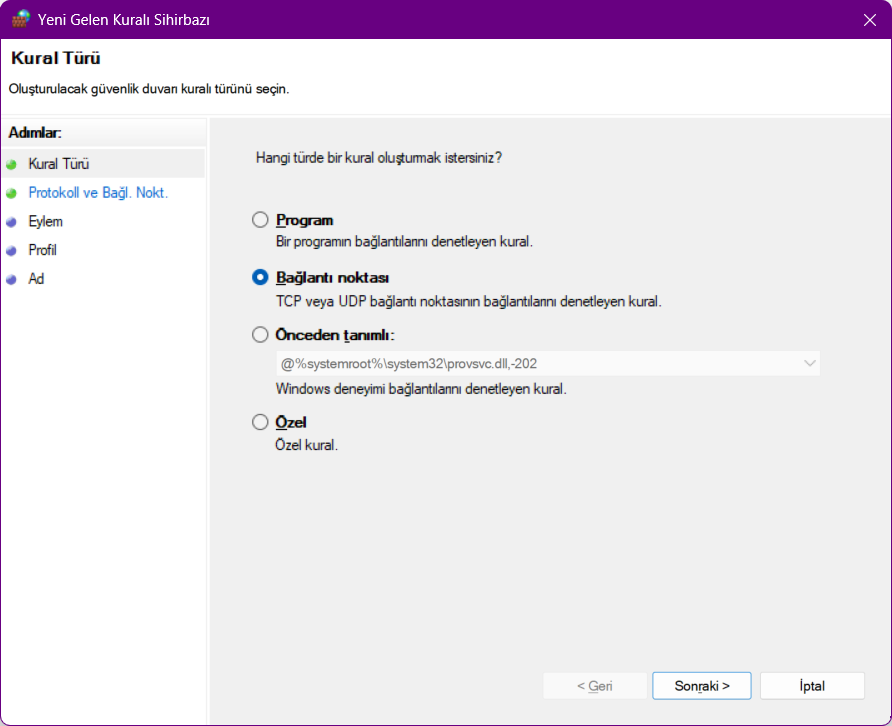 Yeni Gelen Kuralı Sihirbazı
Kural Türü
Oluşturulacak güvenlik duvarı kuralı türünü seçin.
Adımlar:
Kural Türü
Protokoll ve Bağl. Nokt.
Eylem
Profil
Ad
Hangi türde bir kural oluşturmak istersiniz?
Program
Bir programın bağlantılarını denetleyen kural.
Bağlantı noktası
TCP veya UDP bağlantı noktasının bağlantılarını denetleyen kural.
Önceden tanımlı:
@%systemroot%\system32\provsvc.dll,-202
Windows deneyimi bağlantılarını denetleyen kural.
Özel
Özel kural.
< Geri
Sonraki >
İptal